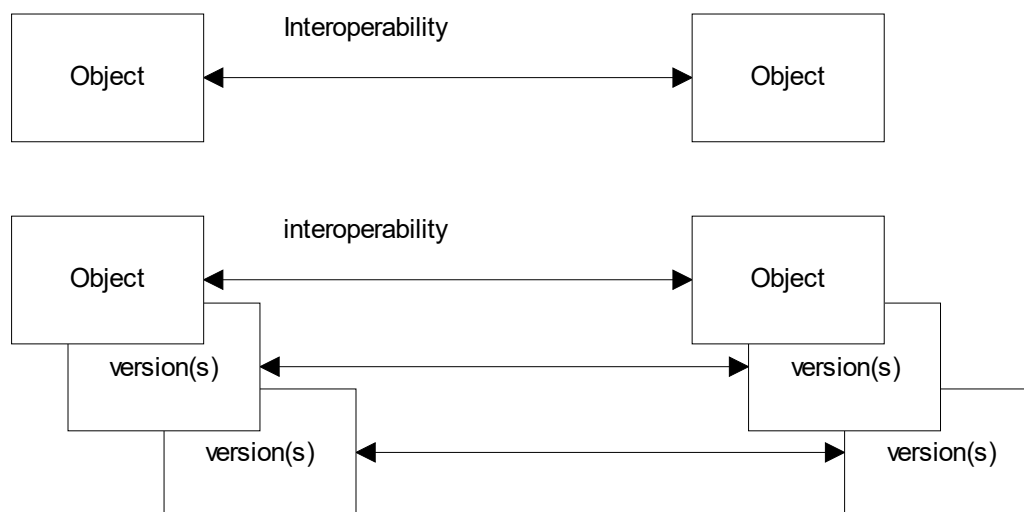 Interoperability
Object Object
interoperability
Object Object
version(s) version(s)
version(s) version(s)